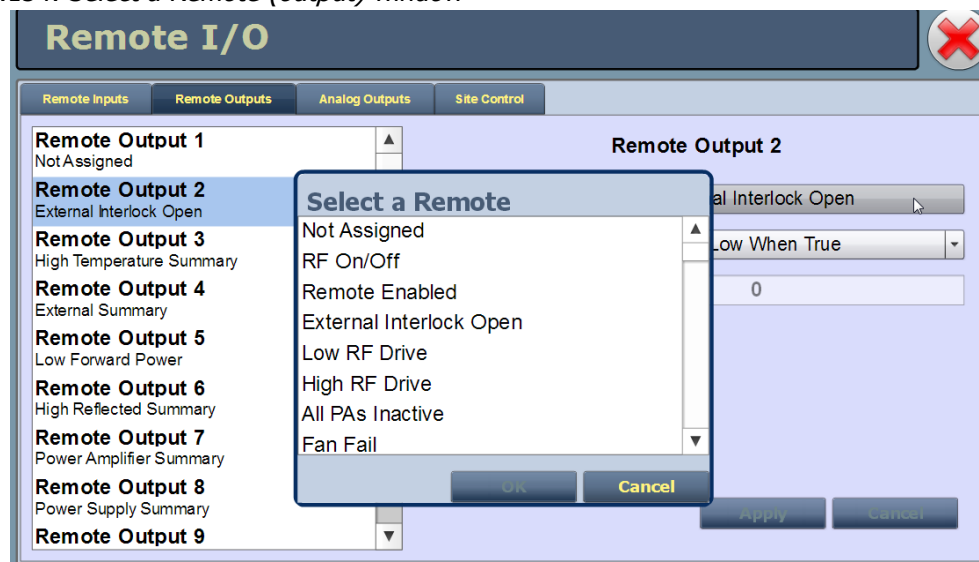 Select a Remote (output) window
Remote I/O
Remote Inputs
Remote Outputs
Analog Outputs
Site Control
Remote Output 1
Not Assigned
Remote Output 2
External Interlock Open
Remote Output 3
High Temperature Summary
Remote Output 4
External Summary
Remote Output 5
Low Forward Power
Remote Output 6
High Reflected Summary
Remote Output 7
Power Amplifier Summary
Remote Output 8
Power Supply Summary
Remote Output 9
Remote Output 2
al Interlock Open
Low When True
0
Apply
Cancel
Select a Remote
Not Assigned
RF On/Off
Remote Enabled
External Interlock Open
Low RF Drive
High RF Drive
All PAs Inactive
Fan Fail
OK
Cancel